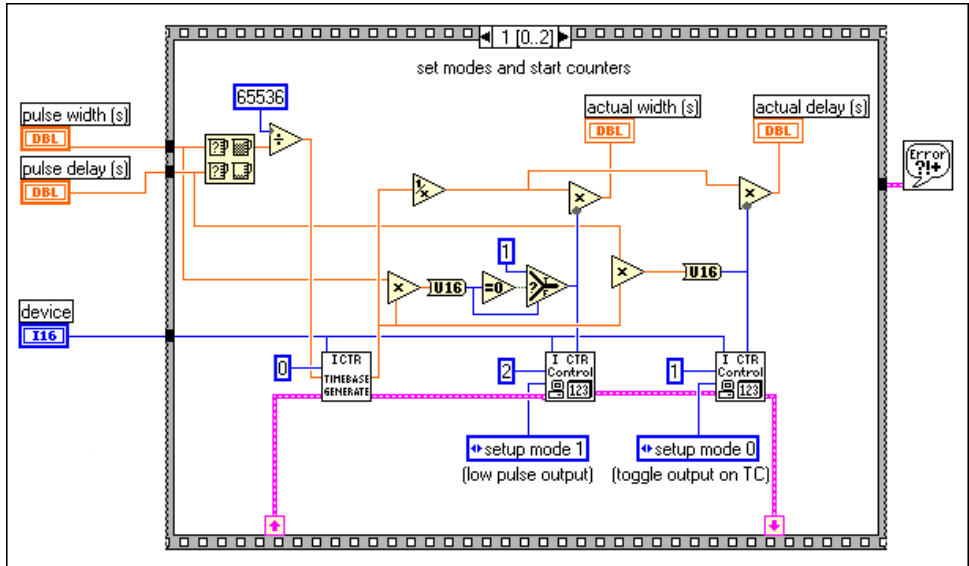 1 [0..2]
set modes and start counters
pulse width (s)
DBL
pulse delay (s)
DBL
65536
÷
actual width (s)
DBL
actual delay (s)
DBL
Error
?!+
1/x
x
x
1
x
U16
=0
?
F
x
U16
device
I16
0
ICTR
TIMEBASE
GENERATE
2
I CTR
Control
123
1
I CTR
Control
123
setup mode 1
(low pulse output)
setup mode 0
(toggle output on TC)